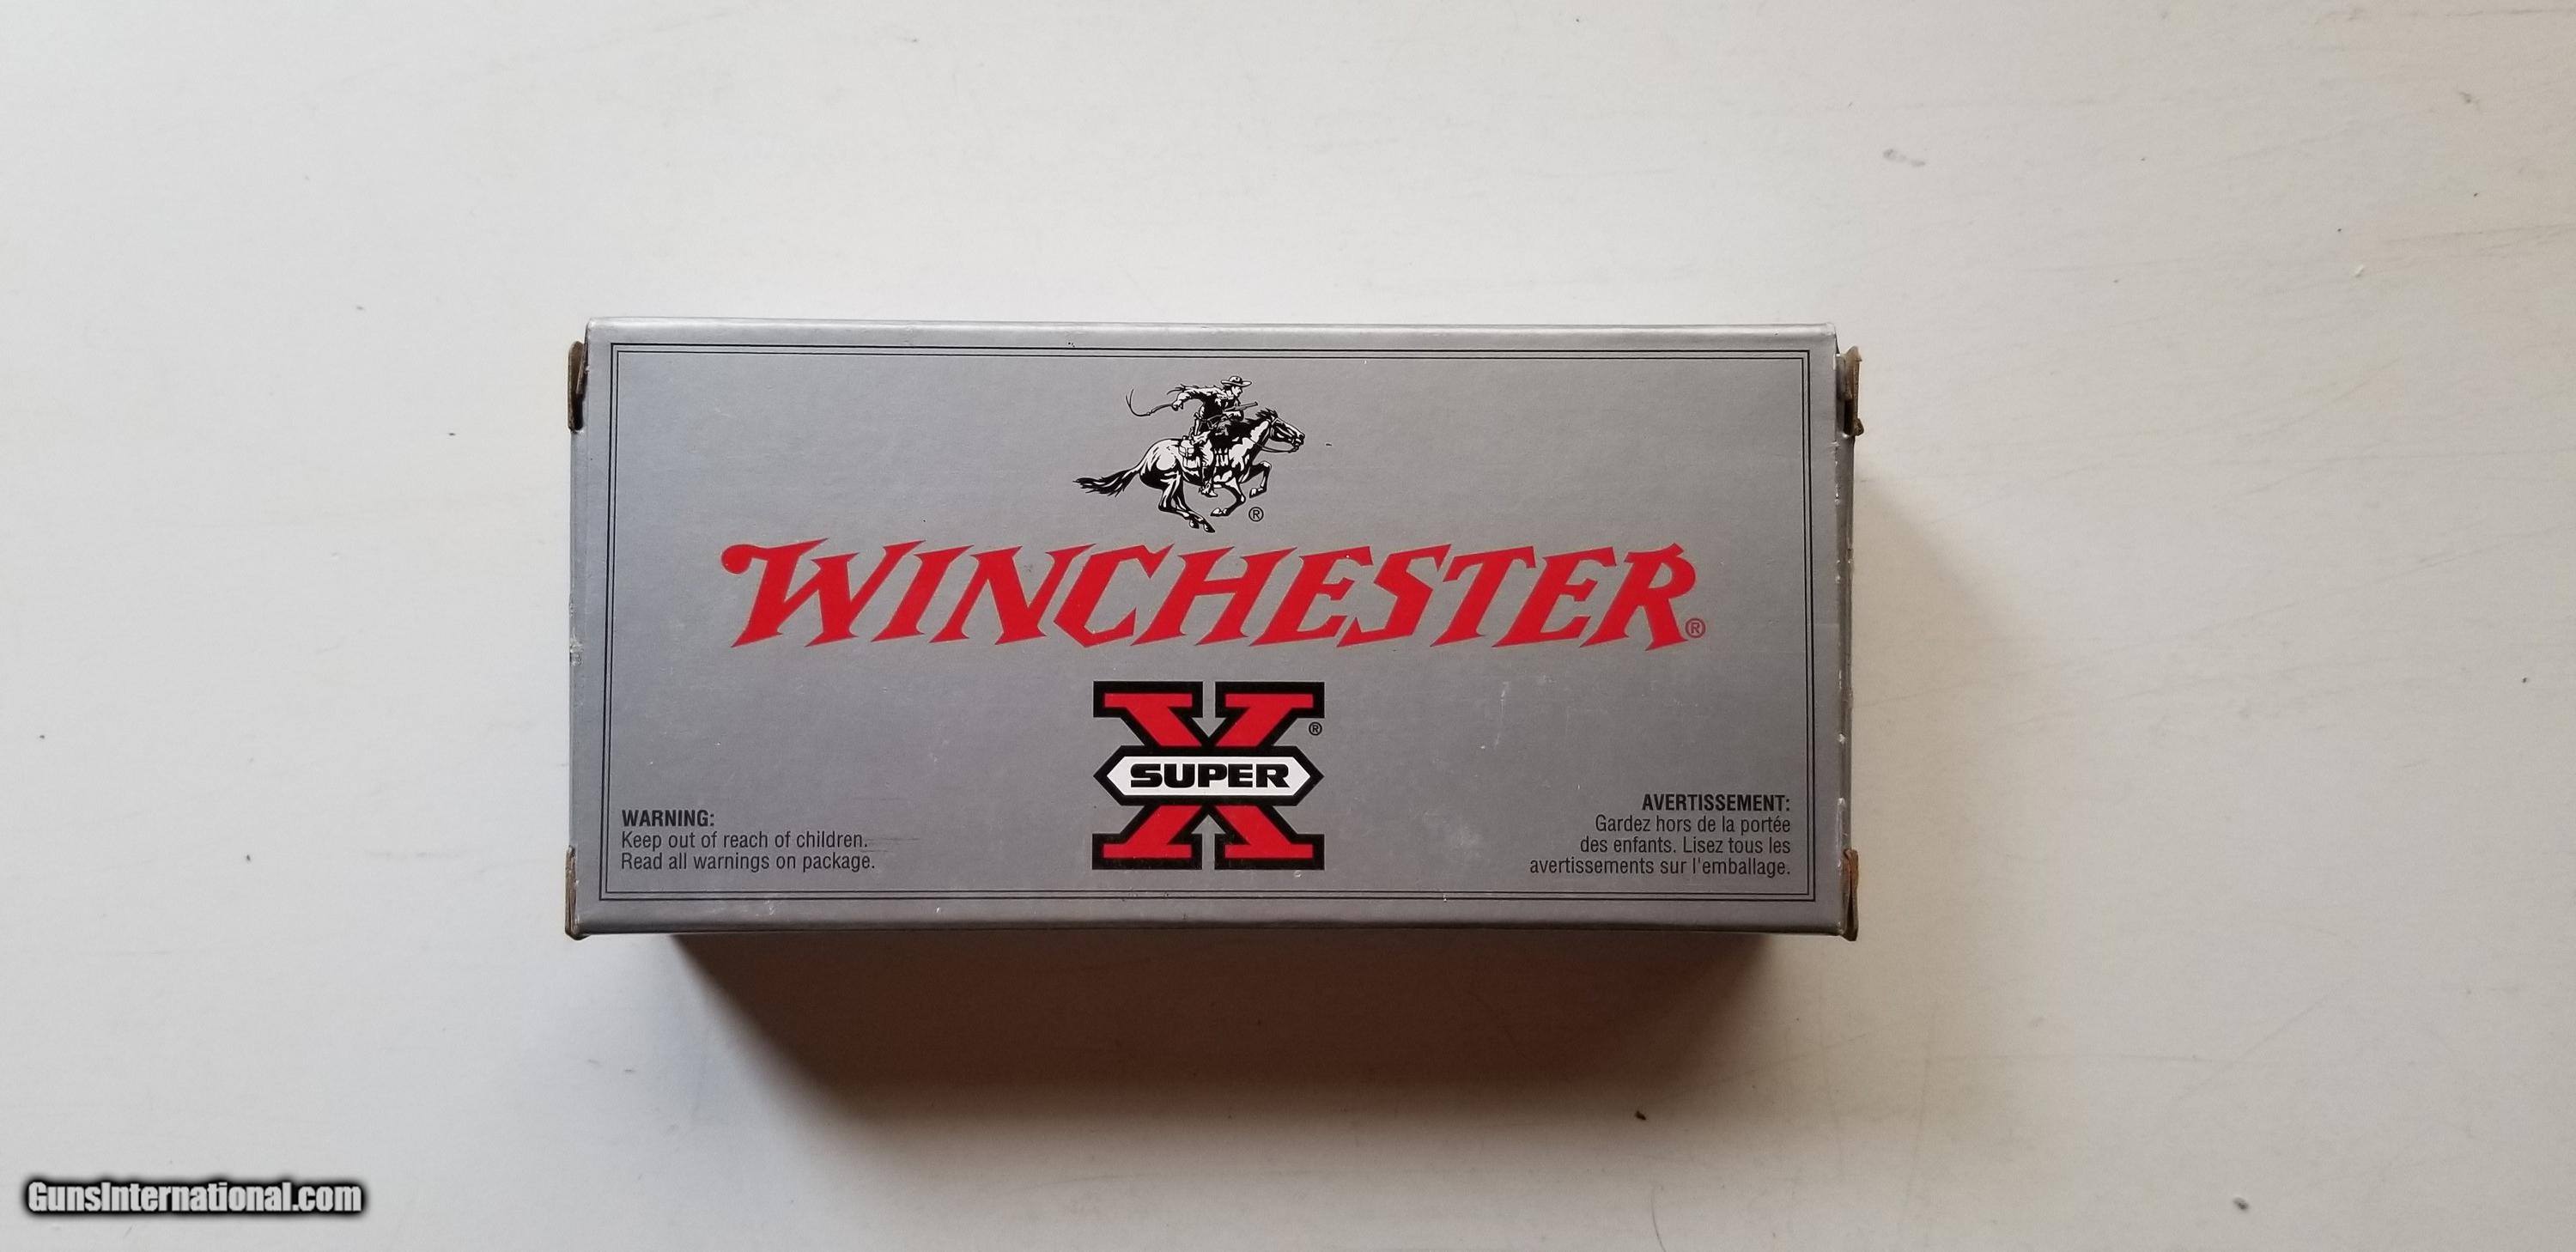 ®
WINCHESTER®
X®
SUPER
WARNING:
Keep out of reach of children.
Read all warnings on package.
AVERTISSEMENT:
Gardez hors de la portée
des enfants. Lisez tous les
avertissements sur l'emballage.
GunsInternational.com